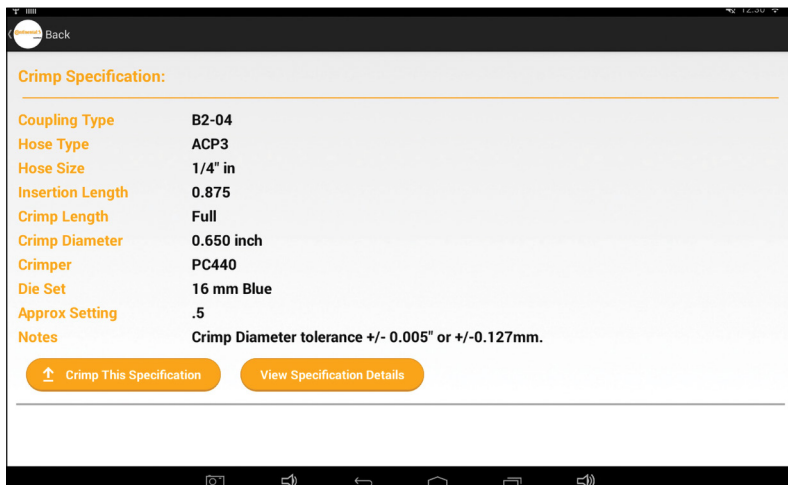 12:30
Back
Crimp Specification:
Coupling Type B2-04
Hose Type ACP3
Hose Size 1/4" in
Insertion Length 0.875
Crimp Length Full
Crimp Diameter 0.650 inch
Crimper PC440
Die Set 16 mm Blue
Approx Setting .5
Notes Crimp Diameter tolerance +/- 0.005" or +/-0.127mm.
Crimp This Specification View Specification Details